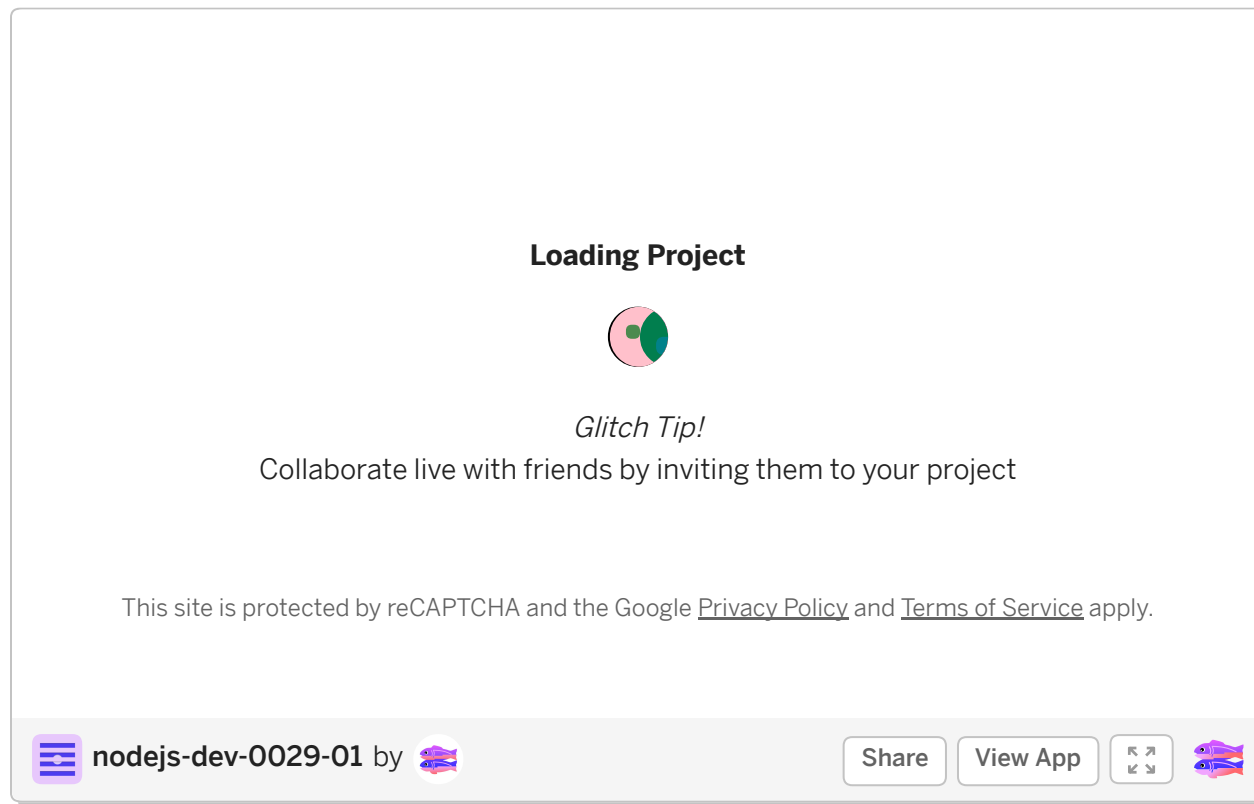 Loading Project
Glitch Tip!
Collaborate live with friends by inviting them to your project
This site is protected by reCAPTCHA and the Google Privacy Policy and Terms of Service apply.
nodejs-dev-0029-01 by Share View App